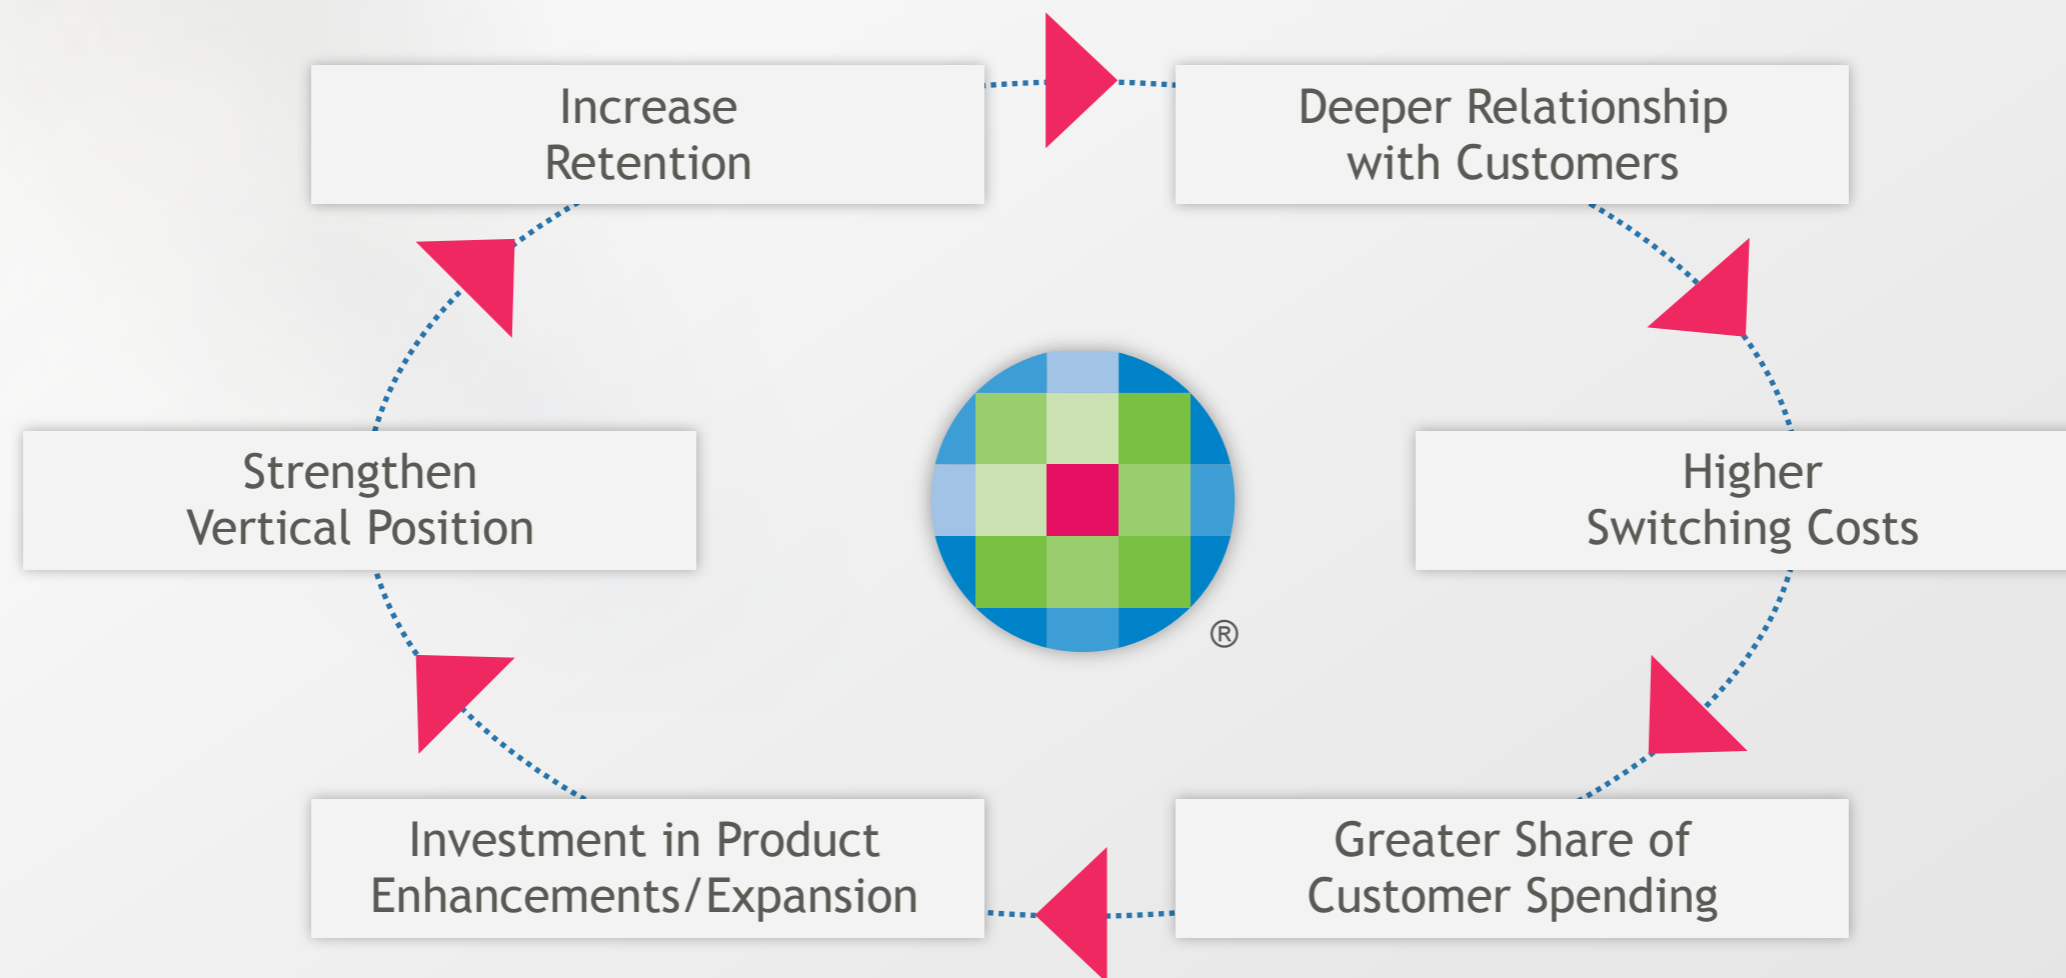 Increase
Retention
Deeper Relationship
with Customers
Strengthen
Vertical Position
Higher
Switching Costs
®
Investment in Product
Enhancements/Expansion
Greater Share of
Customer Spending